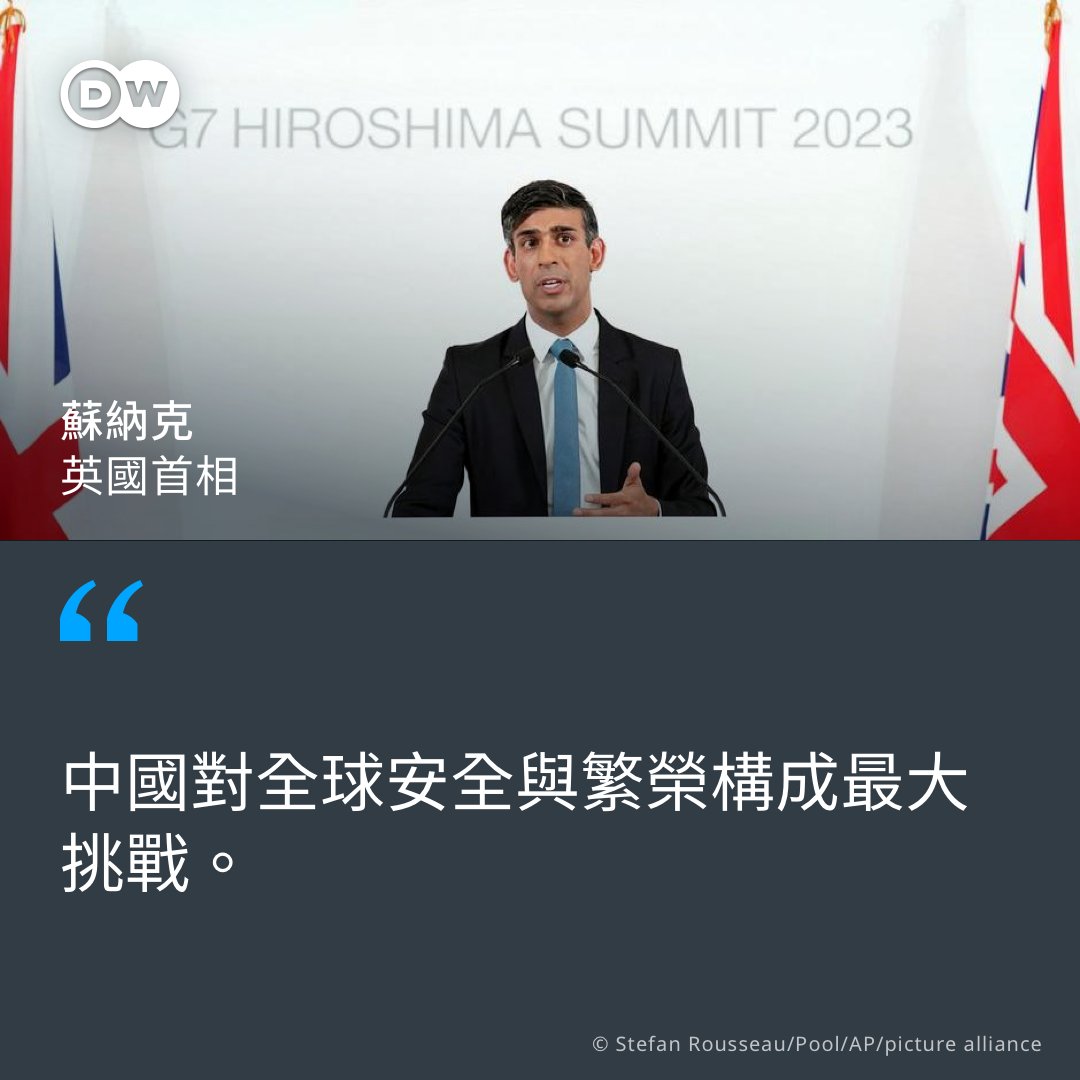 DW
G7 HIROSHIMA SUMMIT 2023
蘇納克
英國首相
“
中國對全球安全與繁榮構成最大
挑戰。
© Stefan Rousseau/Pool/AP/picture alliance